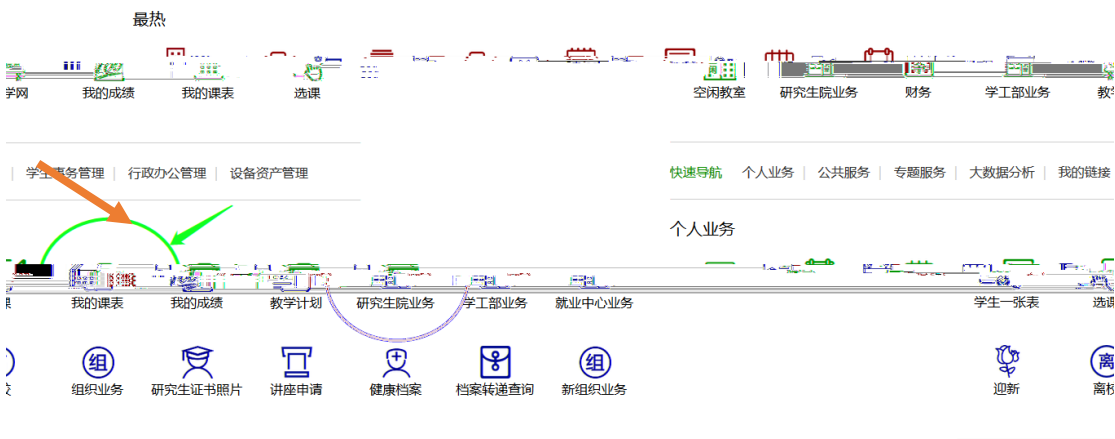 最热
学网 我的成绩 我的课表 选课 空闲教室 研究生院业务 财务 学工部业务
学生事务管理 | 行政办公管理 | 设备资产管理 快速导航 个人业务 | 公共服务 | 专题服务 | 大数据分析 | 我的链接
个人业务
我的课表 我的成绩 教学计划 研究生院业务 学工部业务 就业中心业务 学生一张表 选课
组 组 离
组织业务 研究生证书照片 讲座申请 健康档案 档案转递查询 新组织业务 迎新 离校